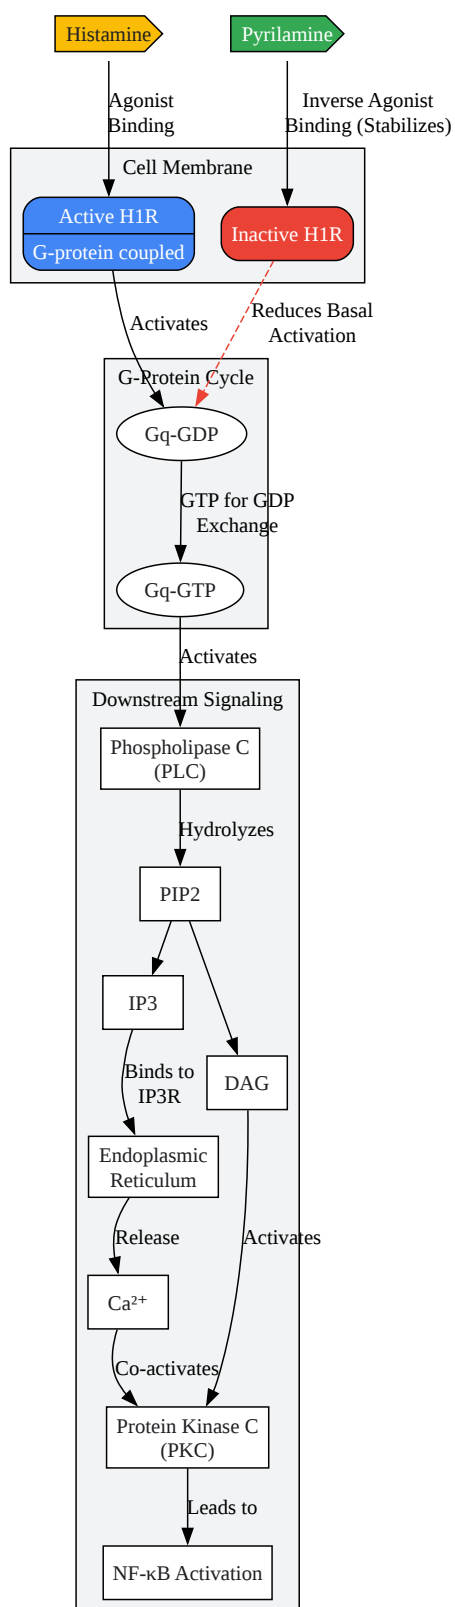 Histamine
Pyrilamine
Agonist
Binding
Inverse Agonist
Binding (Stabilizes)
Cell Membrane
Active H1R
G-protein coupled
Inactive H1R
Activates
Reduces Basal
Activation
G-Protein Cycle
Gq-GDP
GTP for GDP
Exchange
Gq-GTP
Activates
Downstream Signaling
Phospholipase C
(PLC)
Hydrolyzes
PIP2
IP3
Binds to
IP3R
DAG
Endoplasmic
Reticulum
Release
Activates
Ca²⁺
Co-activates
Protein Kinase C
(PKC)
Leads to
NF-κB Activation